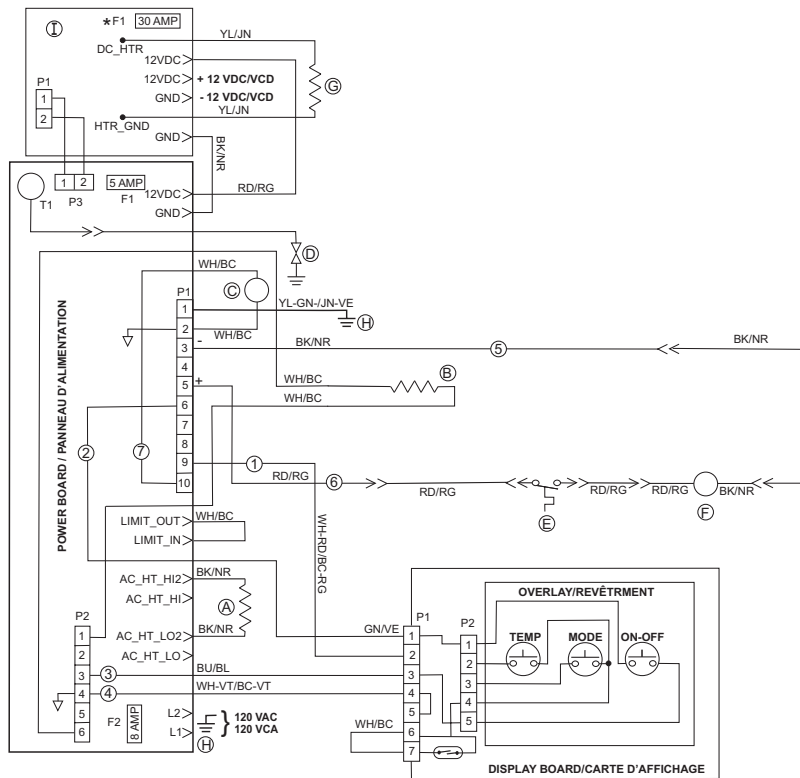 I
*F1 30 AMP
DC_HTR
YL/JN
12VDC
12VDC + 12 VDC/VCD
GND - 12 VDC/VCD
G
P1
1
2
HTR_GND
YL/JN
GND
BK/NR
T1
1 2
P3
5 AMP
F1
12VDC
RD/RG
GND
D
WH/BC
C
P1
YL-GN-/JN-VE
H
WH/BC
1
2
3
4
5
6
7
8
9
10
-
+
BK/NR
5
BK/NR
WH/BC
B
WH/BC
2
7
1
RD/RG
6
RD/RG
E
RD/RG
RD/RG
F
BK/NR
POWER BOARD / PANNEAU D'ALIMENTATION
LIMIT_OUT
WH/BC
LIMIT_IN
WH-RD/BC-RG
AC_HT_HI2
BK/NR
AC_HT_HI
A
AC_HT_LO2
BK/NR
AC_HT_LO
P2
1
2
3
4
5
6
3
BU/BL
4
WH-VT/BC-VT
F2
8 AMP
L2
L1
H
120 VAC
120 VCA
GN/VE
P1
1
2
3
4
5
6
7
WH/BC
P2
1
2
3
4
5
OVERLAY/REVÊTRMENT
TEMP
MODE
ON-OFF
DISPLAY BOARD/CARTE D'AFFICHAGE